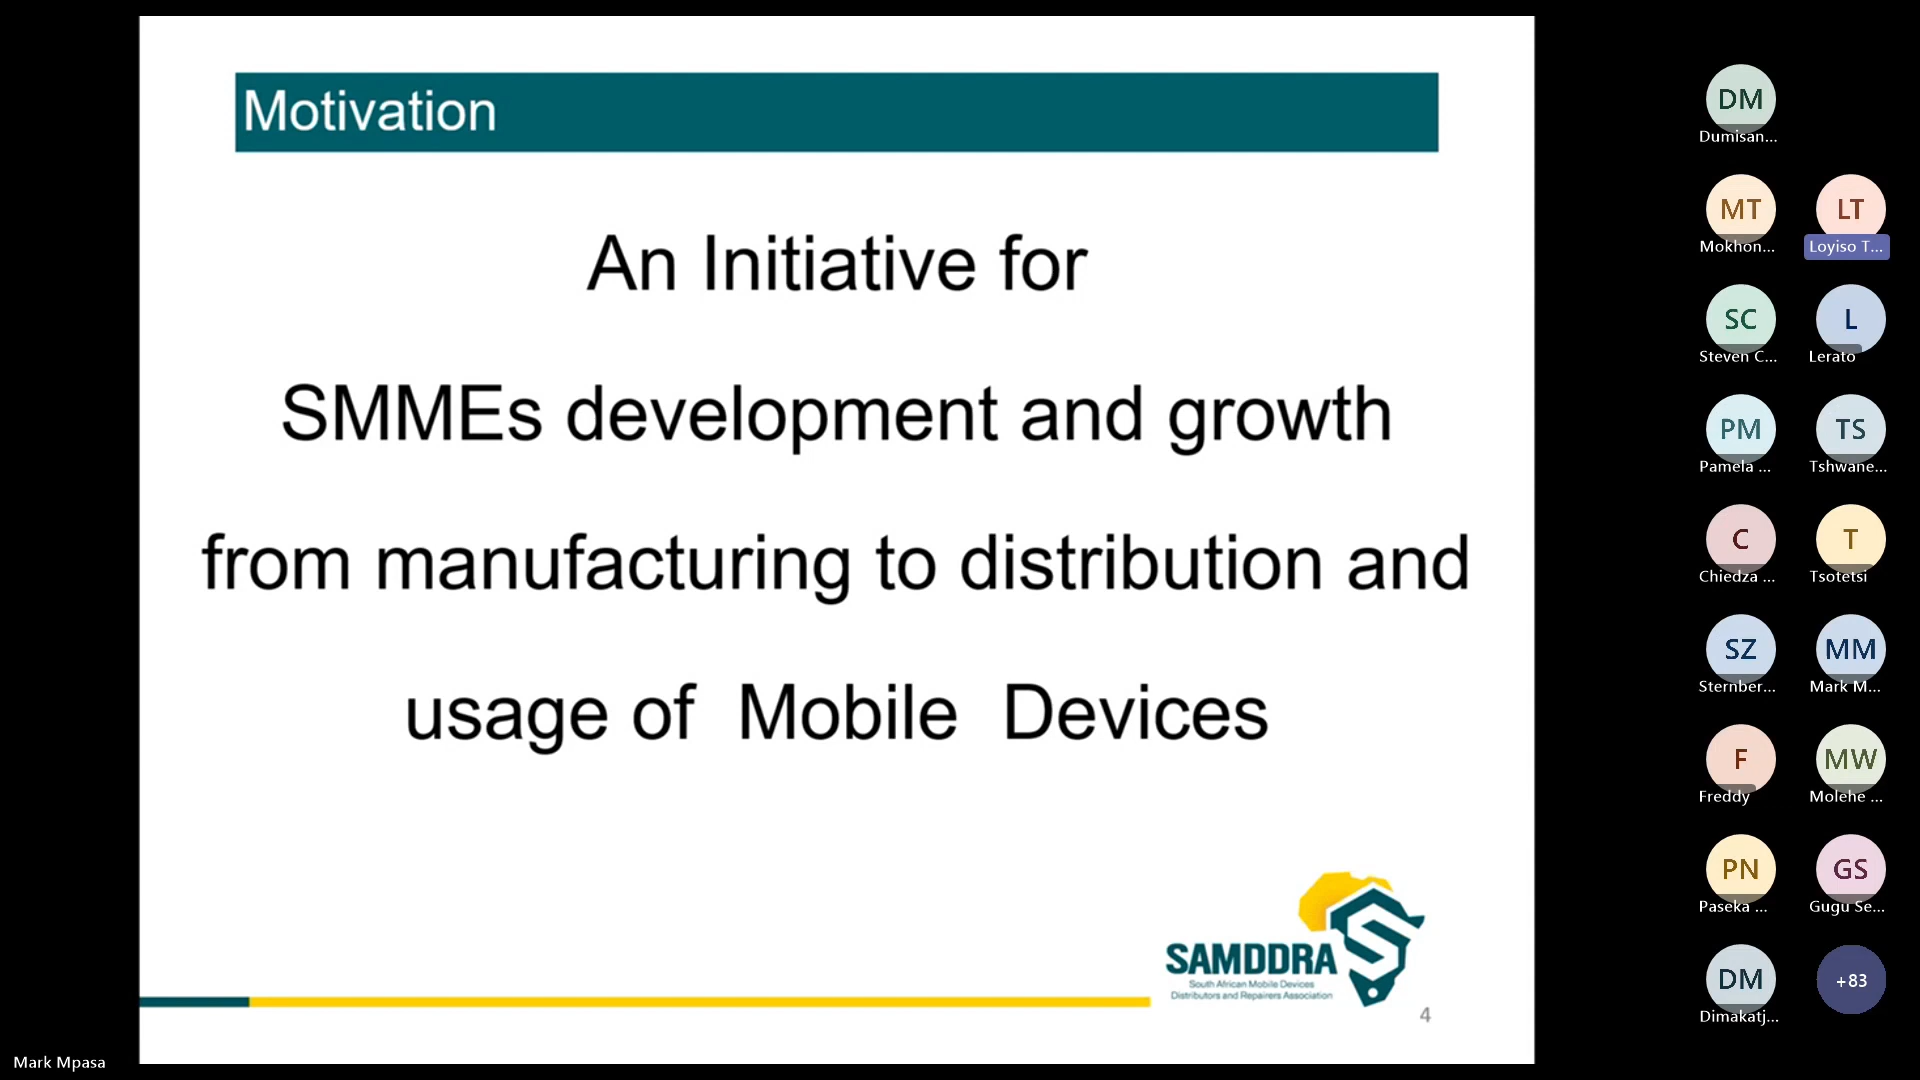 Motivation
An Initiative for
SMMEs development and growth
from manufacturing to distribution and
usage of Mobile Devices
SAMDDRA
South African Mobile Devices
Distributors and Repairers Association
4
Mark Mpasa
DM
Dumisan...
MT
Mokhon...
LT
Loyiso T...
SC
Steven C...
L
Lerato
PM
Pamela ...
TS
Tshwane...
C
Chiedza ...
T
Tsotetsi
SZ
Sternber...
MM
Mark M...
F
Freddy
MW
Molehe ...
PN
Paseka ...
GS
Gugu Se...
DM
Dimakatj...
+83